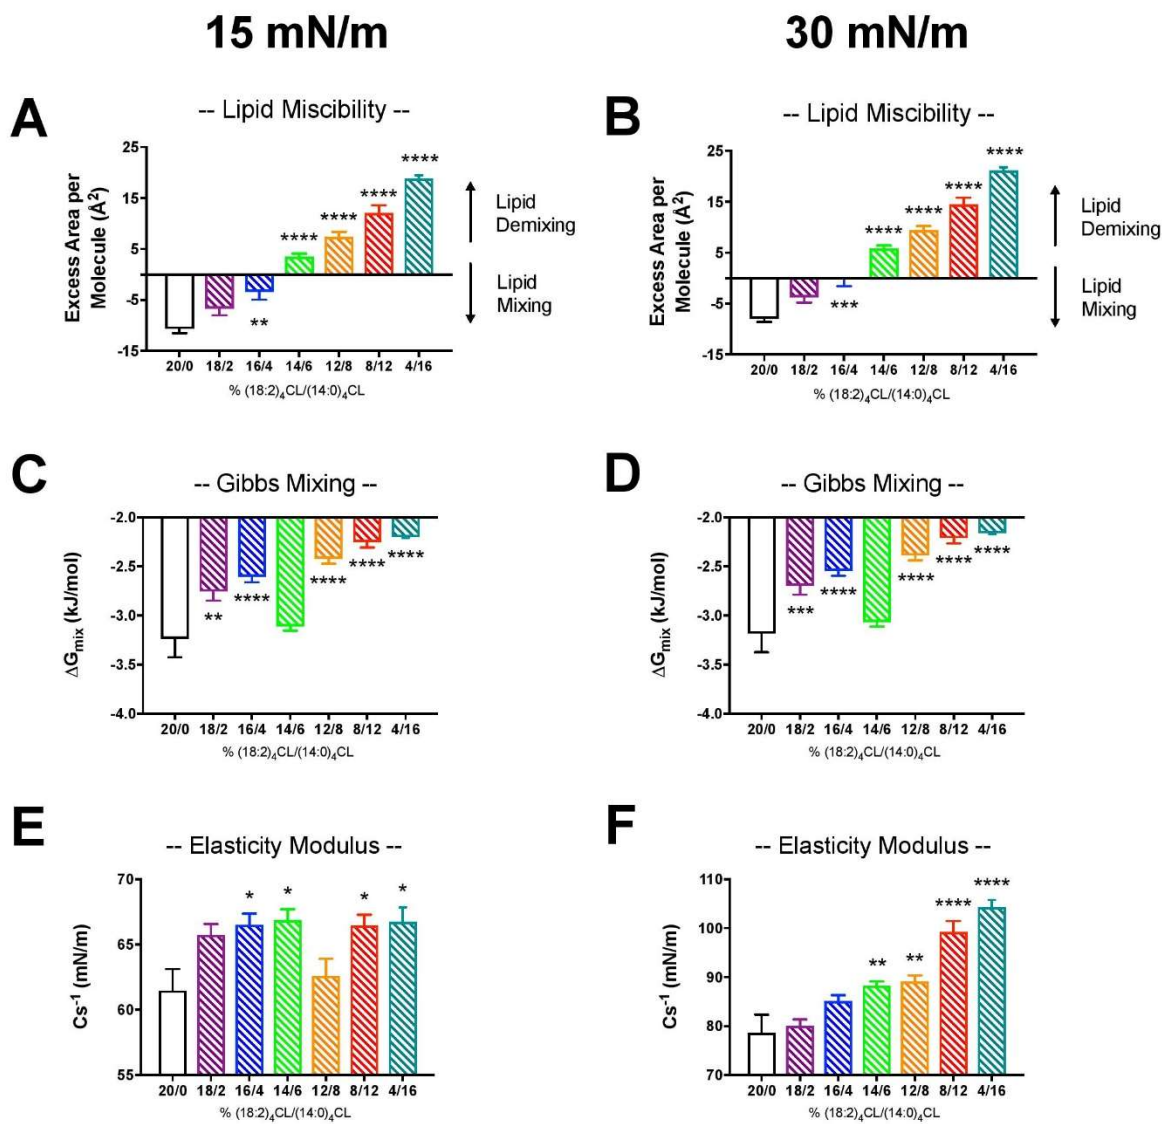 15 mN/m
30 mN/m
A
-- Lipid Miscibility --
Excess Area per
Molecule (Å²)
25
15
5
-5
-15
****
****
****
****
**
20/0 18/2 16/4 14/6 12/8 8/12 4/16
% (18:2)₄CL/(14:0)₄CL
Lipid
Demixing
Lipid
Mixing
B
-- Lipid Miscibility --
Excess Area per
Molecule (Å²)
25
15
5
-5
-15
****
****
****
****
***
20/0 18/2 16/4 14/6 12/8 8/12 4/16
% (18:2)₄CL/(14:0)₄CL
Lipid
Demixing
Lipid
Mixing
C
-- Gibbs Mixing --
ΔGmix (kJ/mol)
-2.0
-2.5
-3.0
-3.5
-4.0
** **** **** **** ****
20/0 18/2 16/4 14/6 12/8 8/12 4/16
% (18:2)₄CL/(14:0)₄CL
D
-- Gibbs Mixing --
ΔGmix (kJ/mol)
-2.0
-2.5
-3.0
-3.5
-4.0
*** **** **** **** ****
20/0 18/2 16/4 14/6 12/8 8/12 4/16
% (18:2)₄CL/(14:0)₄CL
E
-- Elasticity Modulus --
Cs⁻¹ (mN/m)
70
65
60
55
* * * *
20/0 18/2 16/4 14/6 12/8 8/12 4/16
% (18:2)₄CL/(14:0)₄CL
F
-- Elasticity Modulus --
Cs⁻¹ (mN/m)
110
100
90
80
70
** ** **** ****
20/0 18/2 16/4 14/6 12/8 8/12 4/16
% (18:2)₄CL/(14:0)₄CL